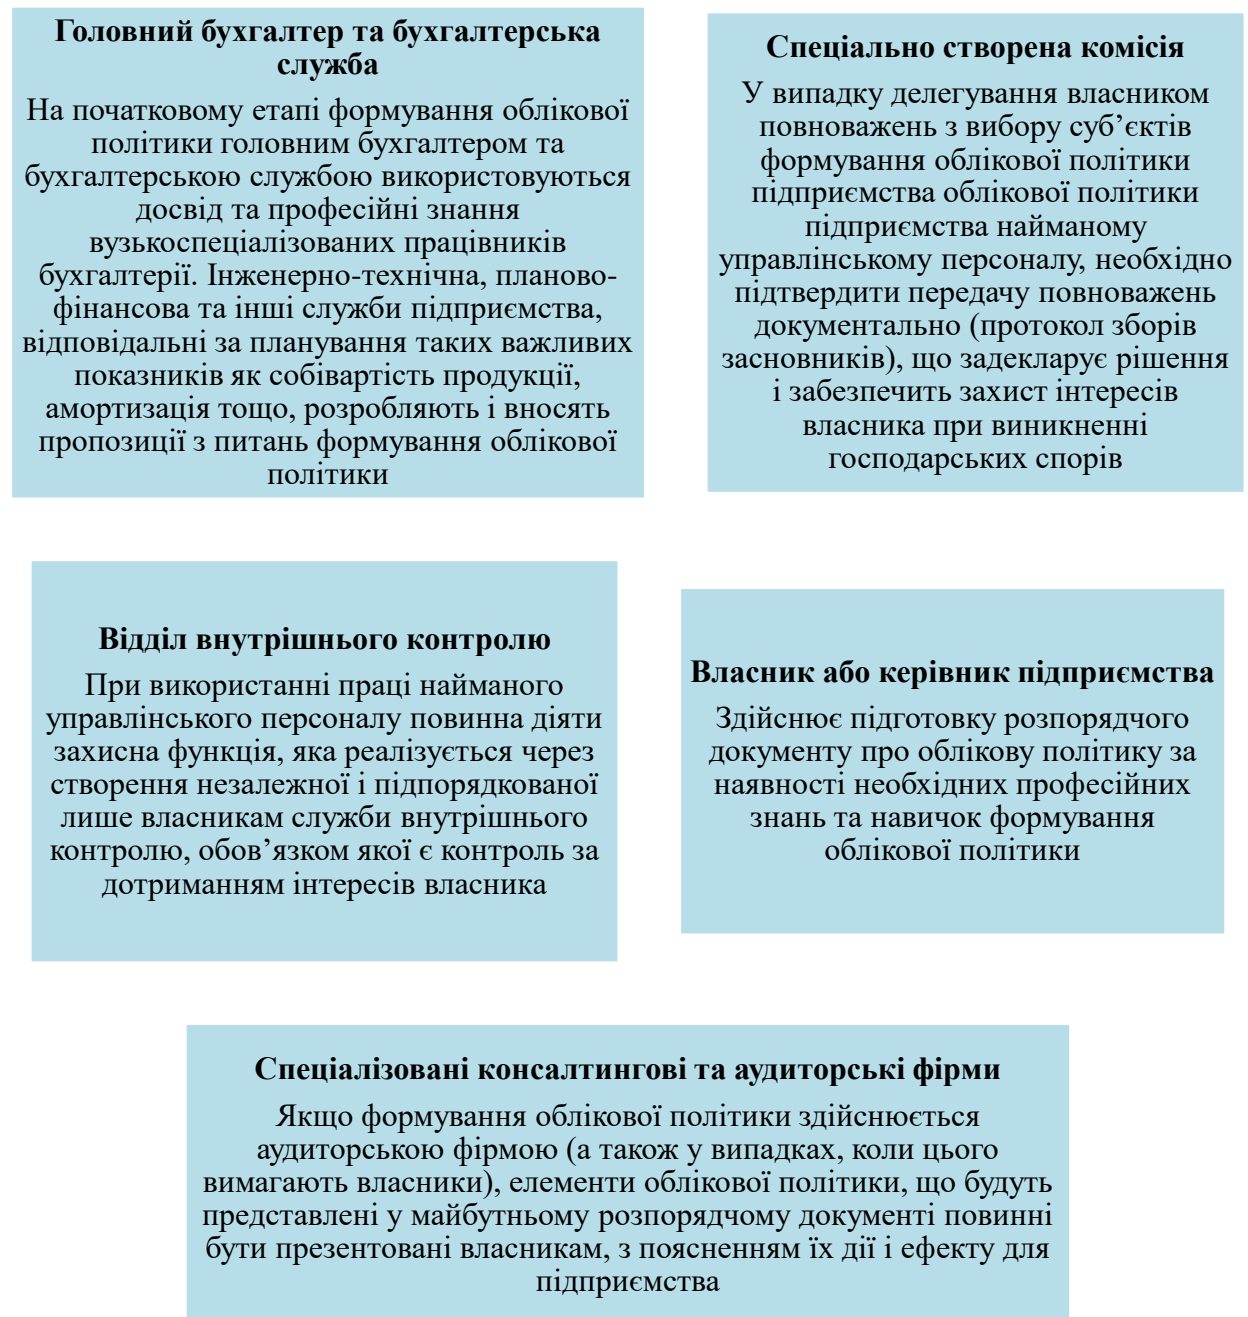 Головний бухгалтер та бухгалтерська
служба
На початковому етапі формування облікової
політики головним бухгалтером та
бухгалтерською службою використовуються
досвід та професійні знання
вузькоспеціалізованих працівників
бухгалтерії. Інженерно-технічна, планово-
фінансова та інші служби підприємства,
відповідальні за планування таких важливих
показників як собівартість продукції,
амортизація тощо, розробляють і вносять
пропозиції з питань формування облікової
політики
Спеціально створена комісія
У випадку делегування власником
повноважень з вибору суб’єктів
формування облікової політики
підприємства облікової політики
підприємства найманому
управлінському персоналу, необхідно
підтвердити передачу повноважень
документально (протокол зборів
засновників), що задекларує рішення
і забезпечить захист інтересів
власника при виникненні
господарських спорів
Відділ внутрішнього контролю
При використанні праці найманого
управлінського персоналу повинна діяти
захисна функція, яка реалізується через
створення незалежної і підпорядкованої
лише власникам служби внутрішнього
контролю, обов’язком якої є контроль за
дотриманням інтересів власника
Власник або керівник підприємства
Здійснює підготовку розпорядчого
документу про облікову політику за
наявності необхідних професійних
знань та навичок формування
облікової політики
Спеціалізовані консалтингові та аудиторські фірми
Якщо формування облікової політики здійснюється
аудиторською фірмою (а також у випадках, коли цього
вимагають власники), елементи облікової політики, що будуть
представлені у майбутньому розпорядчому документі повинні
бути презентовані власникам, з поясненням їх дії і ефекту для
підприємства